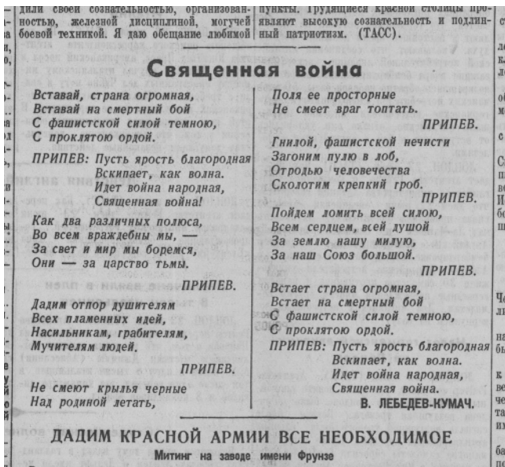 дили своей сознательностью, организован-
ностью, железной дисциплиной, могучей
боевой техникой. Я даю обещание любимой
пункты. Трудящиеся красной столицы про-
являют высокую сознательность и подлин-
ный патриотизм. (ТАСС).
Священная война
Вставай, страна огромная,
Вставай на смертный бой
С фашистской силой темною,
С проклятою ордой.
ПРИПЕВ: Пусть ярость благородная
Вскипает, как волна.
Идет война народная,
Священная война!
Как два различных полюса,
Во всем враждебны мы, —
За свет и мир мы боремся,
Они — за царство тьмы.
ПРИПЕВ.
Дадим отпор душителям
Всех пламенных идей,
Насильникам, грабителям,
Мучителям людей.
ПРИПЕВ.
Не смеют крылья черные
Над родиной летать,
Поля ее просторные
Не смеет враг топтать.
ПРИПЕВ.
Гнилой, фашистской нечисти
Загоним пулю в лоб,
Отродью человечества
Сколотим крепкий гроб.
ПРИПЕВ.
Пойдем ломить всей силою,
Всем сердцем, всей душой
За землю нашу милую,
За наш Союз большой.
ПРИПЕВ.
Встает страна огромная,
Встает на смертный бой
С фашистской силой темною,
С проклятою ордой.
ПРИПЕВ: Пусть ярость благородная
Вскипает, как волна.
Идет война народная,
Священная война.
В. ЛЕБЕДЕВ-КУМАЧ.
ДАДИМ КРАСНОЙ АРМИИ ВСЕ НЕОБХОДИМОЕ
Митинг на заводе имени Фрунзе